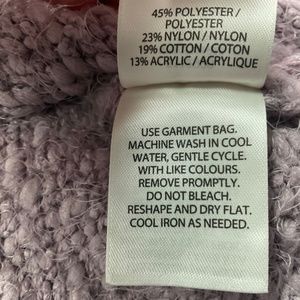 45% POLYESTER /
POLYESTER
23% NYLON / NYLON
19% COTTON / COTON
13% ACRYLIC / ACRYLIQUE
USE GARMENT BAG.
MACHINE WASH IN COOL
WATER, GENTLE CYCLE.
WITH LIKE COLOURS.
REMOVE PROMPTLY.
DO NOT BLEACH.
RESHAPE AND DRY FLAT.
COOL IRON AS NEEDED.